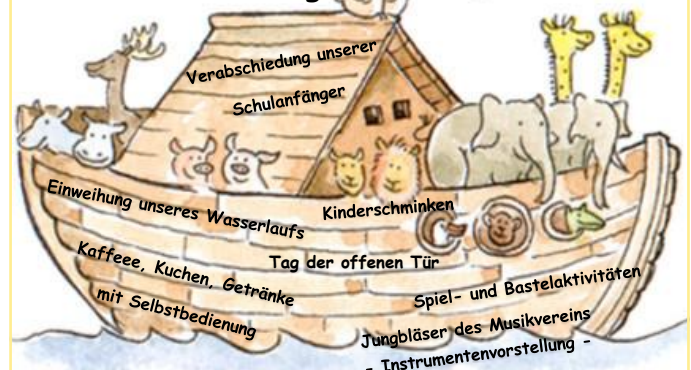 Verabschiedung unserer
Schulanfänger
Einweihung unseres Wasserlaufs
Kinderschminken
Kaffeee, Kuchen, Getränke
mit Selbstbedienung
Tag der offenen Tür
Spiel- und Bastelaktivitäten
Jungbläser des Musikvereins
- Instrumentenvorstellung -